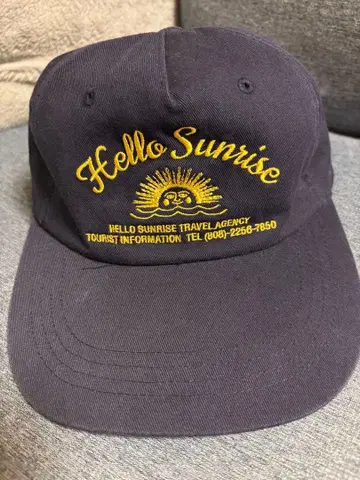 Hello Sunrise
HELLO SUNRISE TRAVEL AGENCY
TOURIST INFORMATION TEL (808)-2256-7850